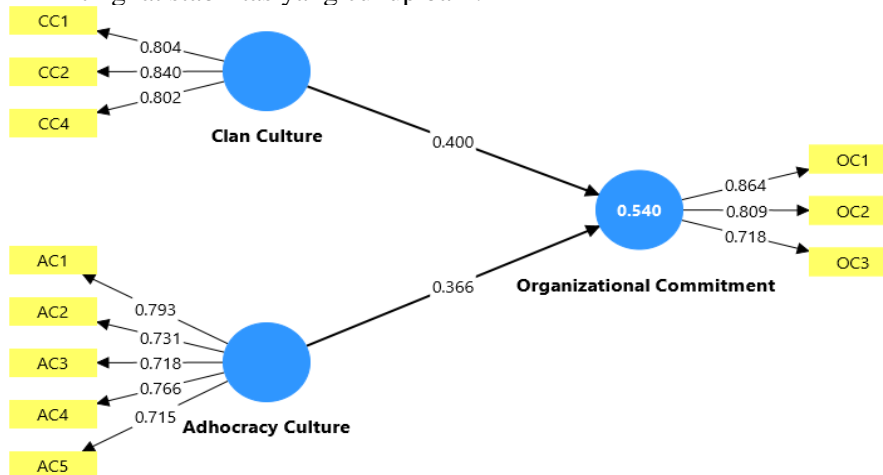 CC1
0.804
CC2
0.840
CC4
0.802
Clan Culture
0.400
OC1
0.864
OC2
0.540
0.809
0.718
OC3
Organizational Commitment
0.366
AC1
0.793
AC2
0.731
AC3
0.718
AC4
0.766
0.715
Adhocracy Culture
AC5